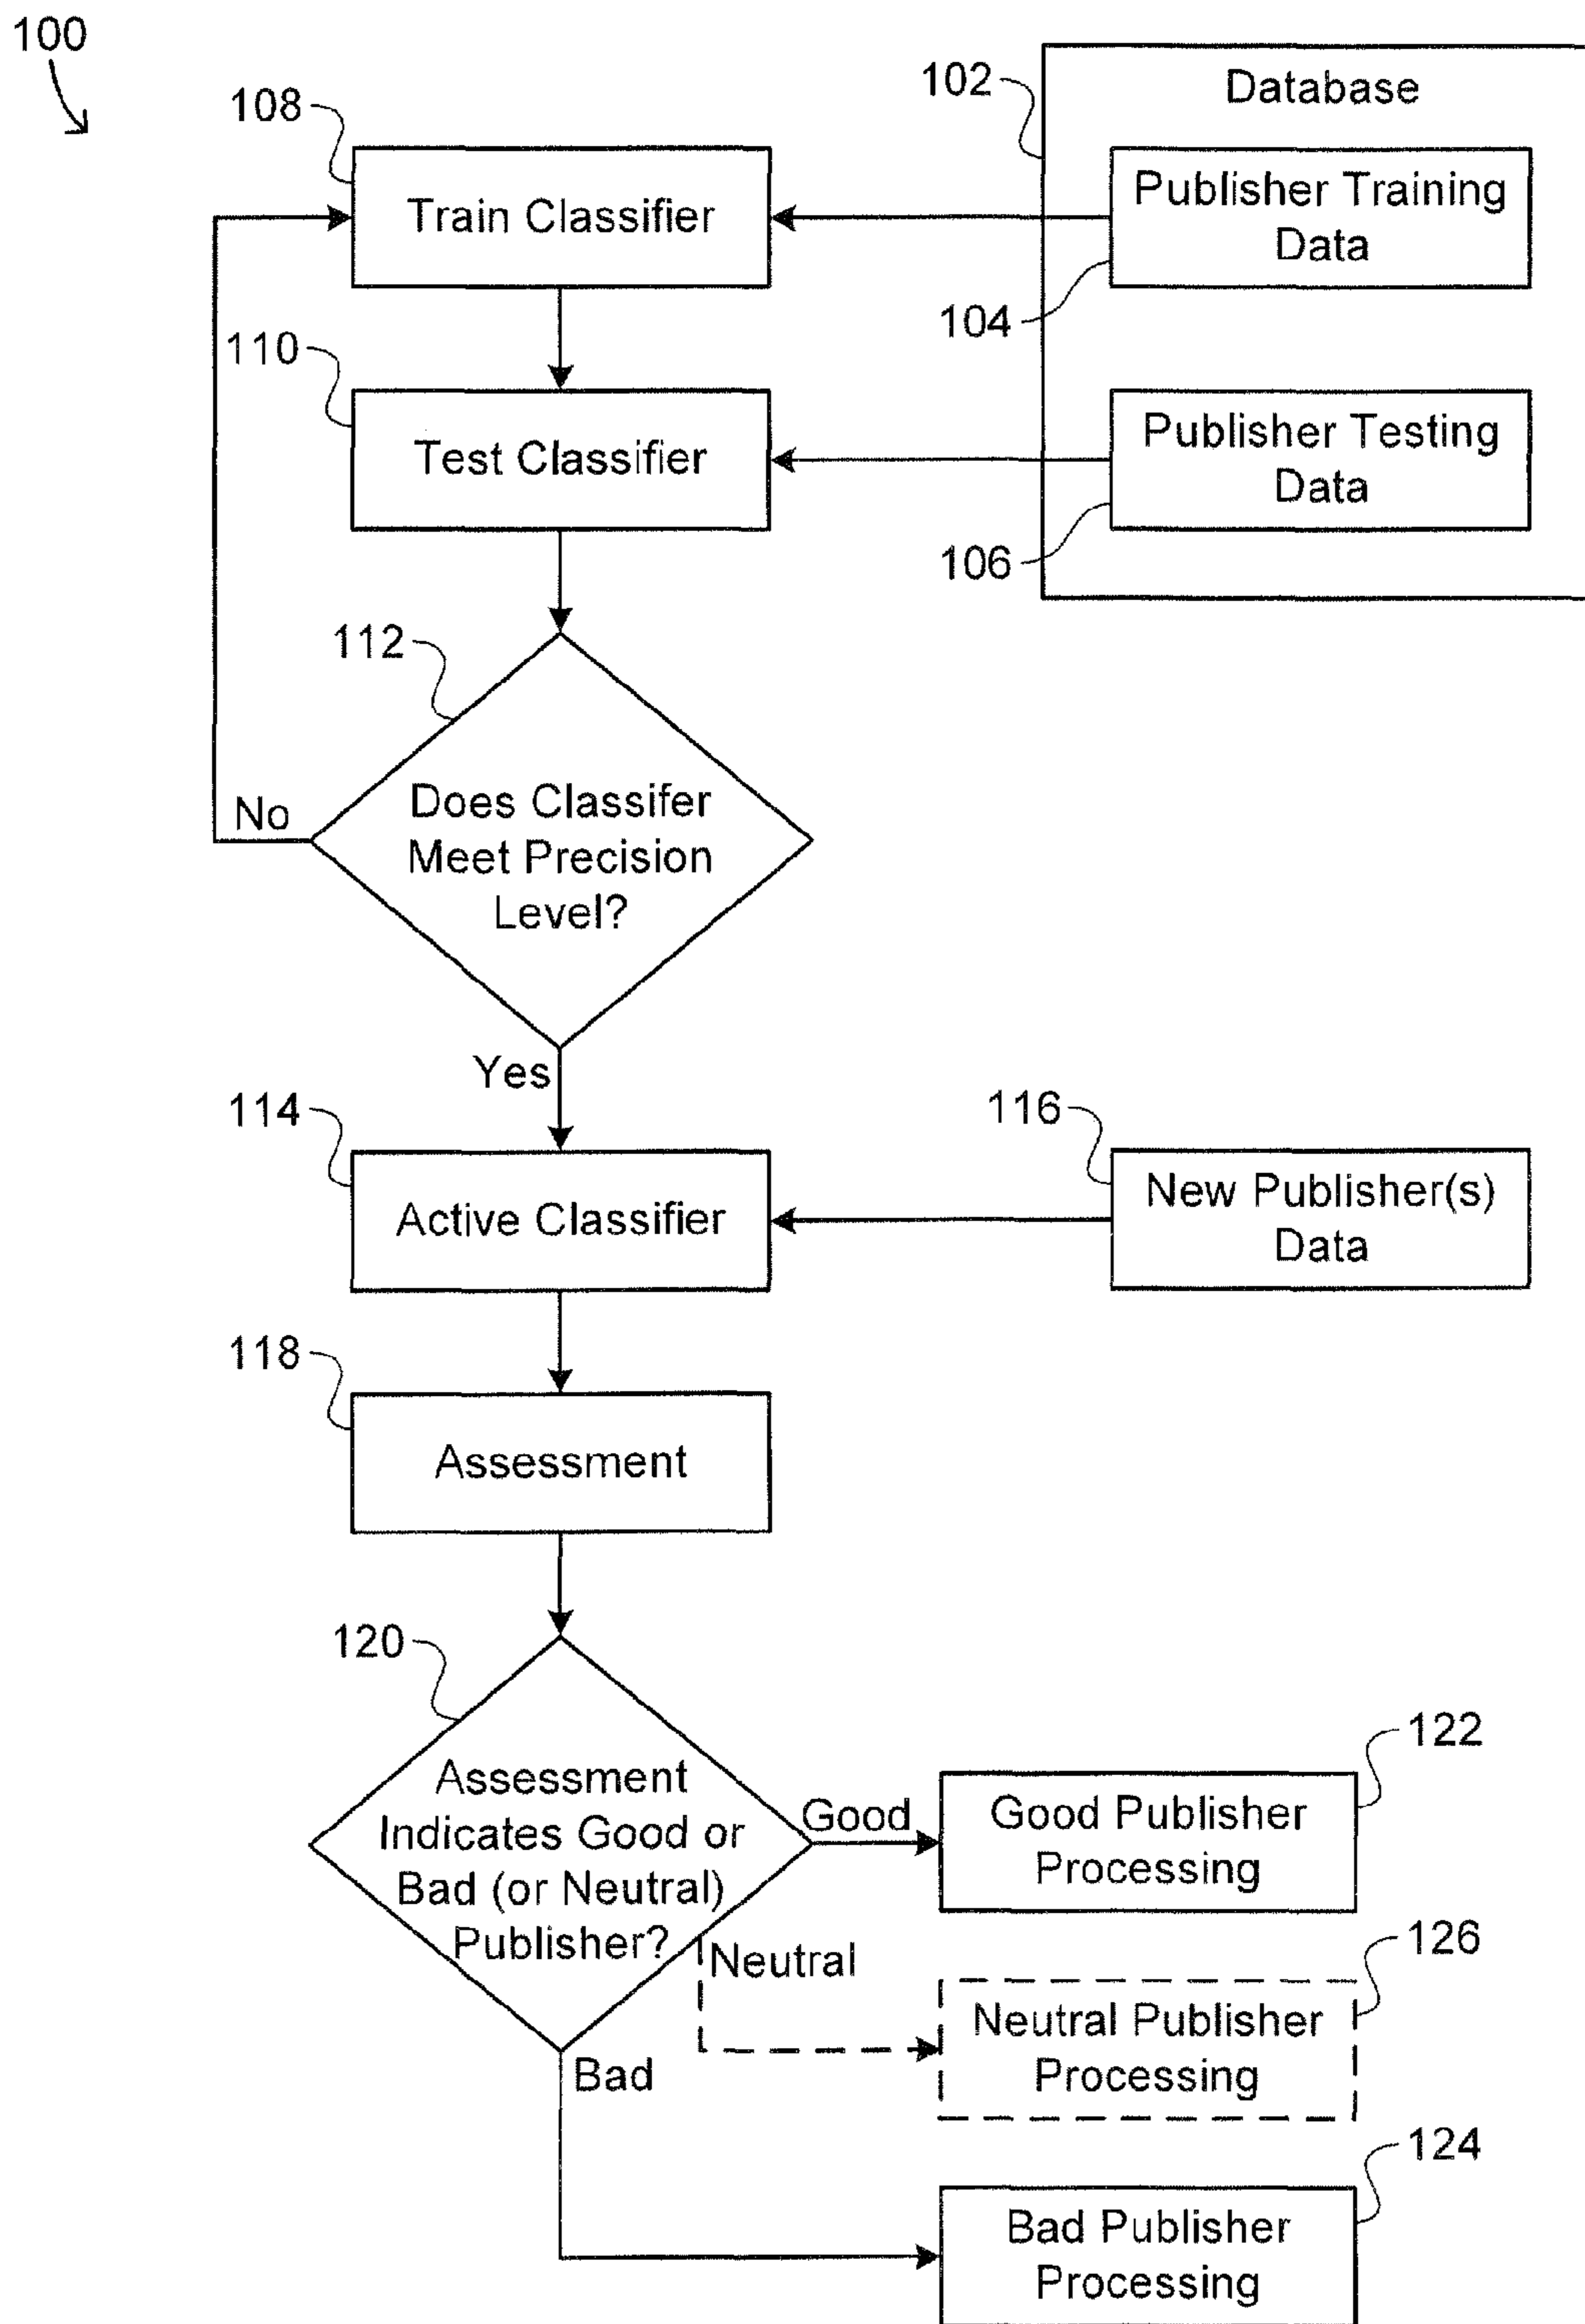 100
108
102
Database
Train Classifier
Publisher Training
Data
104
110
Test Classifier
Publisher Testing
Data
106
112
Does Classifer
Meet Precision
Level?
No
Yes
114
116
Active Classifier
New Publisher(s)
Data
118
Assessment
120
Assessment
Indicates Good or
Bad (or Neutral)
Publisher?
Good
122
Good Publisher
Processing
Neutral
126
Neutral Publisher
Processing
Bad
124
Bad Publisher
Processing